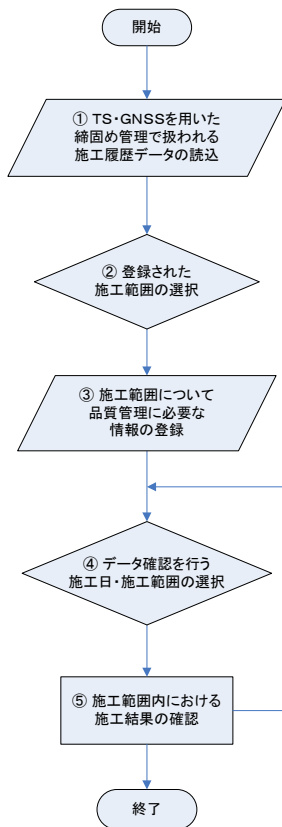 開始
① TS・GNSSを用いた
締固め管理で扱われる
施工履歴データの読込
② 登録された
施工範囲の選択
③ 施工範囲について
品質管理に必要な
情報の登録
④ データ確認を行う
施工日・施工範囲の選択
⑤ 施工範囲内における
施工結果の確認
終了